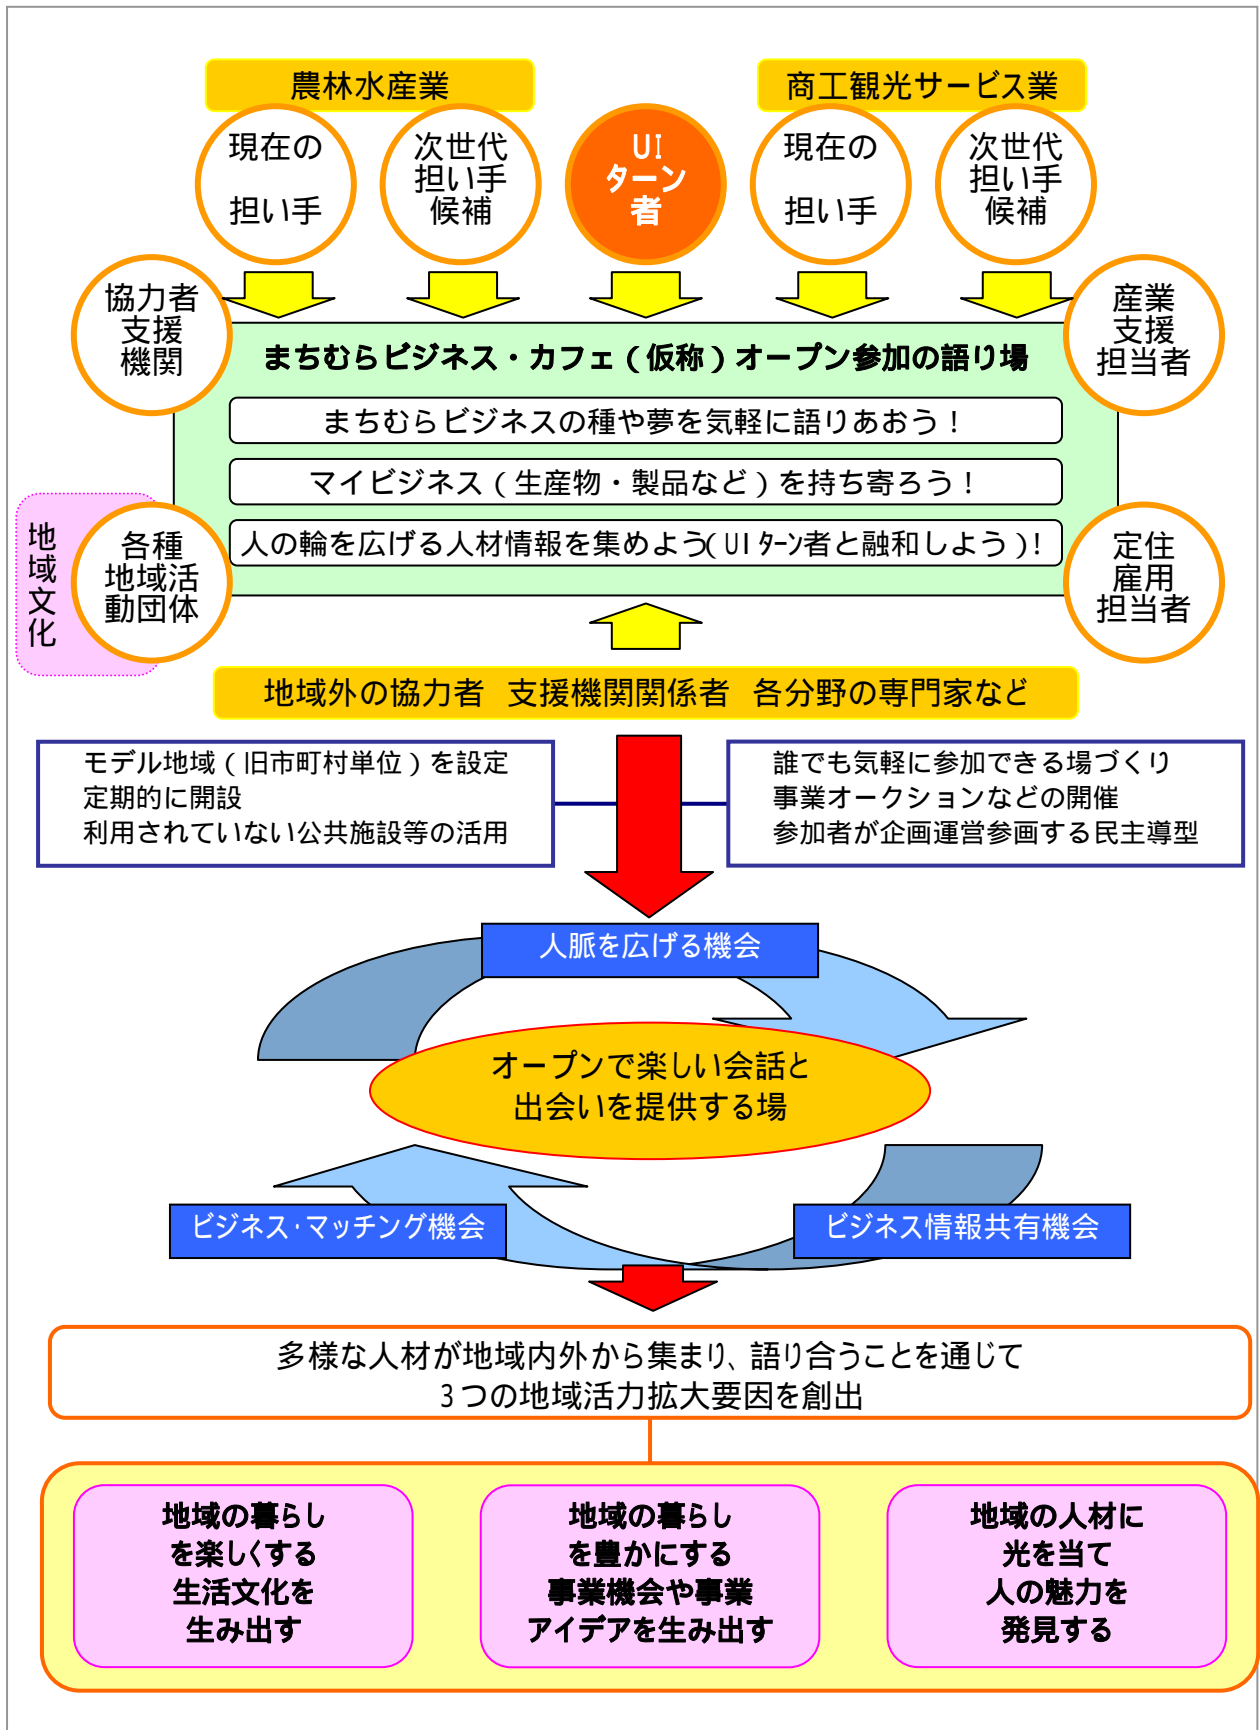 農林水産業
商工観光サービス業
現在の
担い手
次世代
担い手
候補
UI
ターン
者
現在の
担い手
次世代
担い手
候補
協力者
支援
機関
産業
支援
担当者
まちむらビジネス・カフェ（仮称）オープン参加の語り場
まちむらビジネスの種や夢を気軽に語りあおう！
マイビジネス（生産物・製品など）を持ち寄ろう！
人の輪を広げる人材情報を集めよう（UIターン者と融和しよう）！
地域文化
各種
地域活
動団体
定住
雇用
担当者
地域外の協力者　支援機関関係者　各分野の専門家など
モデル地域（旧市町村単位）を設定
定期的に開設
利用されていない公共施設等の活用
誰でも気軽に参加できる場づくり
事業オークションなどの開催
参加者が企画運営参画する民主導型
人脈を広げる機会
オープンで楽しい会話と
出会いを提供する場
ビジネス・マッチング機会
ビジネス情報共有機会
多様な人材が地域内外から集まり、語り合うことを通じて
３つの地域活力拡大要因を創出
地域の暮らし
を楽しくする
生活文化を
生み出す
地域の暮らし
を豊かにする
事業機会や事業
アイデアを生み出す
地域の人材に
光を当て
人の魅力を
発見する